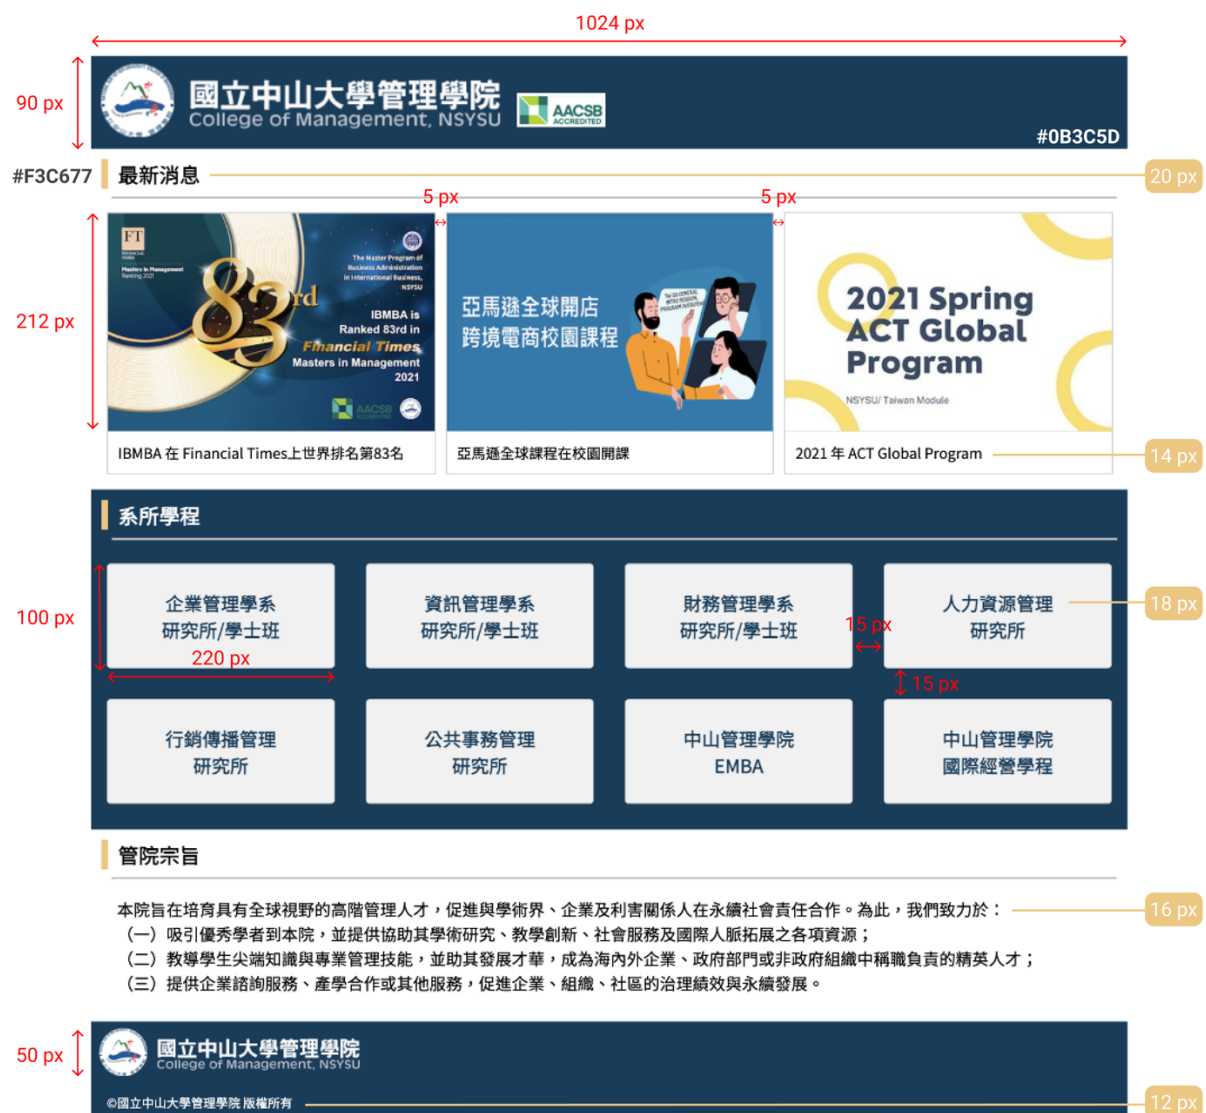 1024 px
90 px
國立中山大學管理學院
College of Management, NSYSU
AACSB
ACCREDITED
#0B3C5D
#F3C677
最新消息
20 px
5 px
5 px
212 px
FT
FINANCIAL
TIMES
Masters in Management
Ranking 2021
83rd
The Master Program of
Business Administration
in International Business,
NSYSU
IBMBA is
Ranked 83rd in
Financial Times
Masters in Management
2021
AACSB
ACCREDITED
亞馬遜全球開店
跨境電商校園課程
2021 Spring
ACT Global
Program
NSYSU/ Taiwan Module
IBMBA 在 Financial Times上世界排名第83名
亞馬遜全球課程在校園開課
2021 年 ACT Global Program
14 px
系所學程
100 px
企業管理學系
研究所/學士班
220 px
資訊管理學系
研究所/學士班
財務管理學系
研究所/學士班
15 px
人力資源管理
研究所
18 px
15 px
行銷傳播管理
研究所
公共事務管理
研究所
中山管理學院
EMBA
中山管理學院
國際經營學程
管院宗旨
本院旨在培育具有全球視野的高階管理人才，促進與學術界、企業及利害關係人在永續社會責任合作。為此，我們致力於：
16 px
（一）吸引優秀學者到本院，並提供協助其學術研究、教學創新、社會服務及國際人脈拓展之各項資源；
（二）教導學生尖端知識與專業管理技能，並助其發展才華，成為海內外企業、政府部門或非政府組織中稱職負責的精英人才；
（三）提供企業諮詢服務、產學合作或其他服務，促進企業、組織、社區的治理績效與永續發展。
50 px
國立中山大學管理學院
College of Management, NSYSU
©國立中山大學管理學院 版權所有
12 px